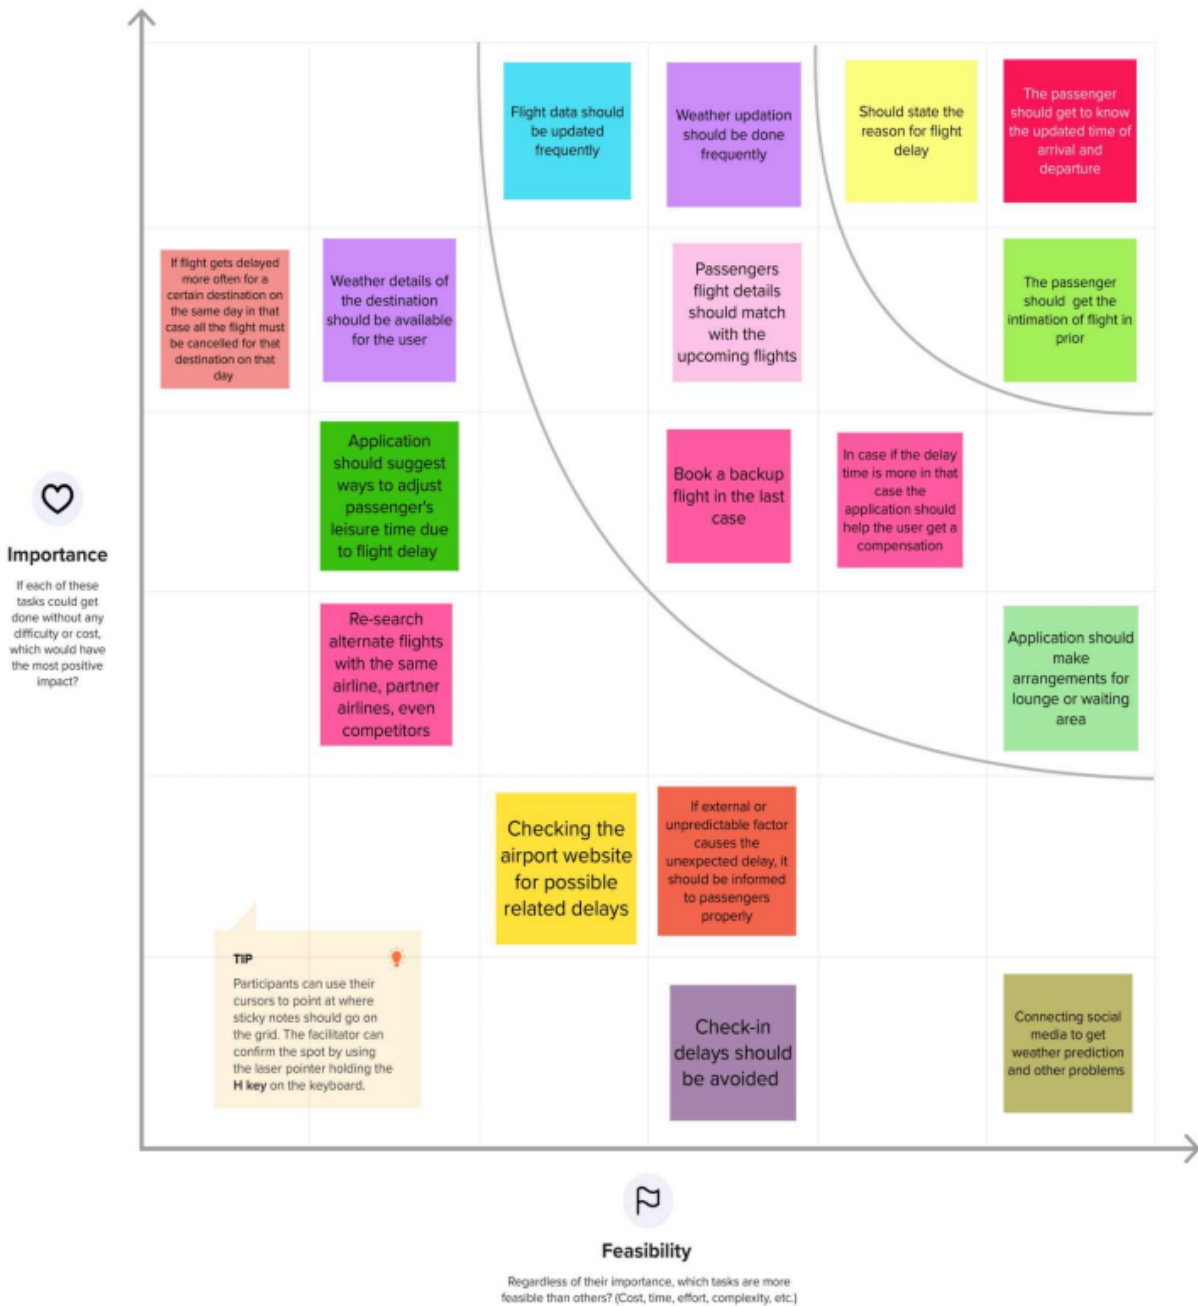 Flight data should
be updated
frequently
Weather updation
should be done
frequently
Should state the
reason for flight
delay
The passenger
should get to know
the updated time of
arrival and
departure
If flight gets delayed
more often for a
certain destination on
the same day in that
case all the flight must
be cancelled for that
destination on that
day
Weather details of
the destination
should be available
for the user
Passengers
flight details
should match
with the
upcoming flights
The passenger
should get the
intimation of flight in
prior
Application
should suggest
ways to adjust
passenger's
leisure time due
to flight delay
Book a backup
flight in the last
case
In case if the delay
time is more in that
case the
application should
help the user get a
compensation
Importance
If each of these
tasks could get
done without any
difficulty or cost,
which would have
the most positive
impact?
Re-search
alternate flights
with the same
airline, partner
airlines, even
competitors
Application should
make
arrangements for
lounge or waiting
area
Checking the
airport website
for possible
related delays
If external or
unpredictable factor
causes the
unexpected delay, it
should be informed
to passengers
properly
TIP
Participants can use their
cursors to point at where
sticky notes should go on
the grid. The facilitator can
confirm the spot by using
the laser pointer holding the
H key on the keyboard.
Check-in
delays should
be avoided
Connecting social
media to get
weather prediction
and other problems
Feasibility
Regardless of their importance, which tasks are more
feasible than others? (Cost, time, effort, complexity, etc.)